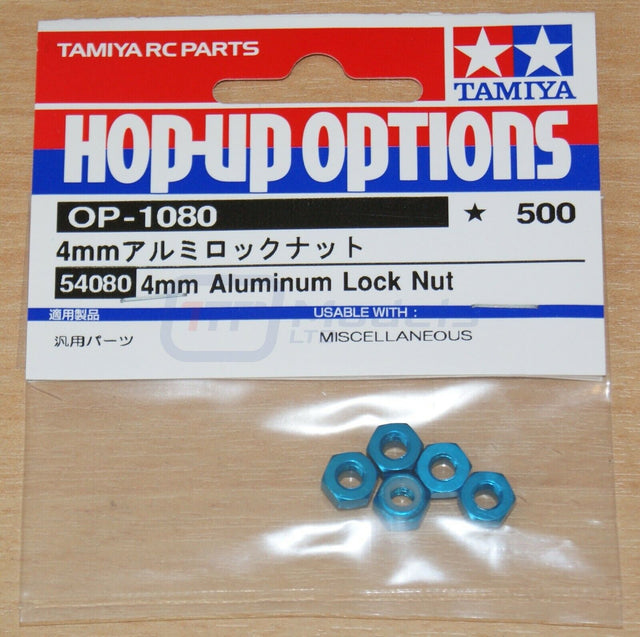 TAMIYA RC PARTS
TAMIYA
HOP-UP OPTIONS
OP-1080 ★ 500
4mmアルミロックナット
54080 4mm Aluminum Lock Nut
適用製品 USABLE WITH :
汎用パーツ MISCELLANEOUS
Models